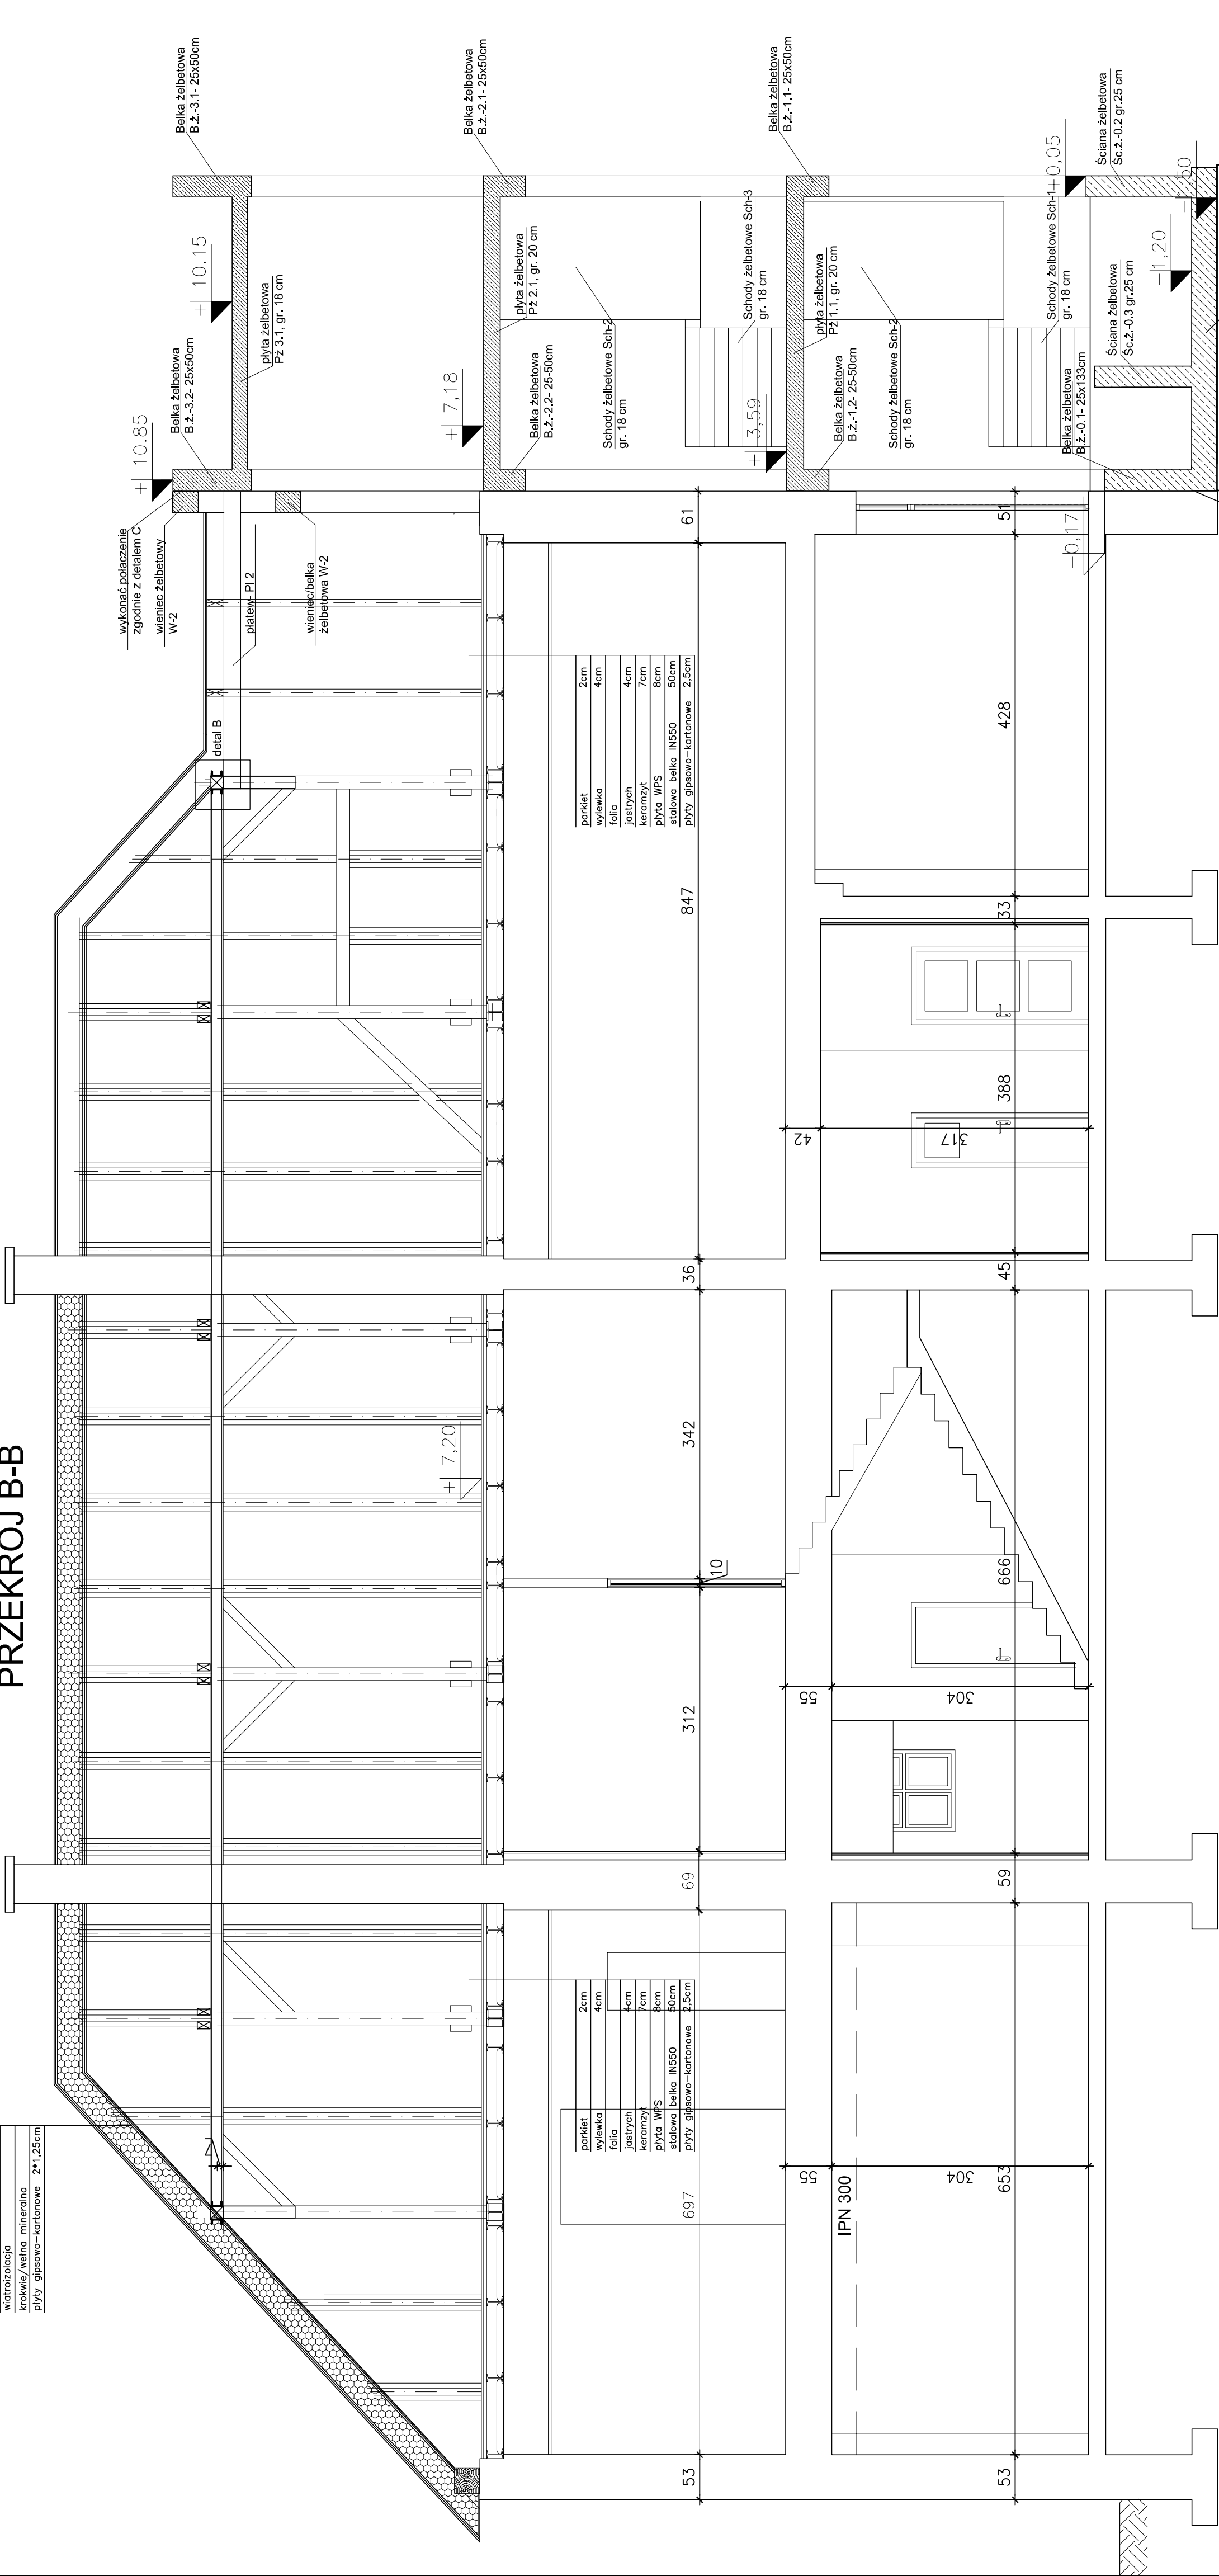 PRZEKRÓJ B-B
wiatroizolacja
krokwie/wełna mineralna
płyty gipsowo-kartonowe 2*1,25cm
wykonać połaczenie
zgodnie z detalem C
wieniec żelbetowy
W-2
detal B
płatew- Pl 2
wieniec/belka
żelbetowa W-2
+ 10.85
Belka żelbetowa
B.ż.-3.2- 25x50cm
+ 10.15
Belka żelbetowa
B.ż.-3.1- 25x50cm
płyta żelbetowa
Pż 3.1, gr. 18 cm
+ 7,18
Belka żelbetowa
B.ż.-2.1- 25x50cm
płyta żelbetowa
Pż 2.1, gr. 20 cm
Belka żelbetowa
B.ż.-2.2- 25-50cm
Schody żelbetowe Sch-2
gr. 18 cm
Schody żelbetowe Sch-3
gr. 18 cm
+ 3,59
Belka żelbetowa
B.ż.-1.1- 25x50cm
płyta żelbetowa
Pż 1.1, gr. 20 cm
Belka żelbetowa
B.ż.-1.2- 25-50cm
Schody żelbetowe Sch-2
gr. 18 cm
Schody żelbetowe Sch-1
gr. 18 cm
+0,05
Ściana żelbetowa
Śc.ż.-0.2 gr.25 cm
Belka żelbetowa
B.ż.-0.1- 25x133cm
Ściana żelbetowa
Śc.ż.-0.3 gr.25 cm
-1,20
-1,50
-0,17
+ 7,20
7
parkiet 2cm
wylewka 4cm
folia
jastrych 4cm
keramzyt 7cm
płyta WPS 8cm
stalowa belka IN550 50cm
płyty gipsowo-kartonowe 2,5cm
parkiet 2cm
wylewka 4cm
folia
jastrych 4cm
keramzyt 7cm
płyta WPS 8cm
stalowa belka IN550 50cm
płyty gipsowo-kartonowe 2,5cm
53
697
69
312
10
342
36
847
61
55
304
IPN 300
55
304
42
317
53
653
59
666
45
388
33
428
51